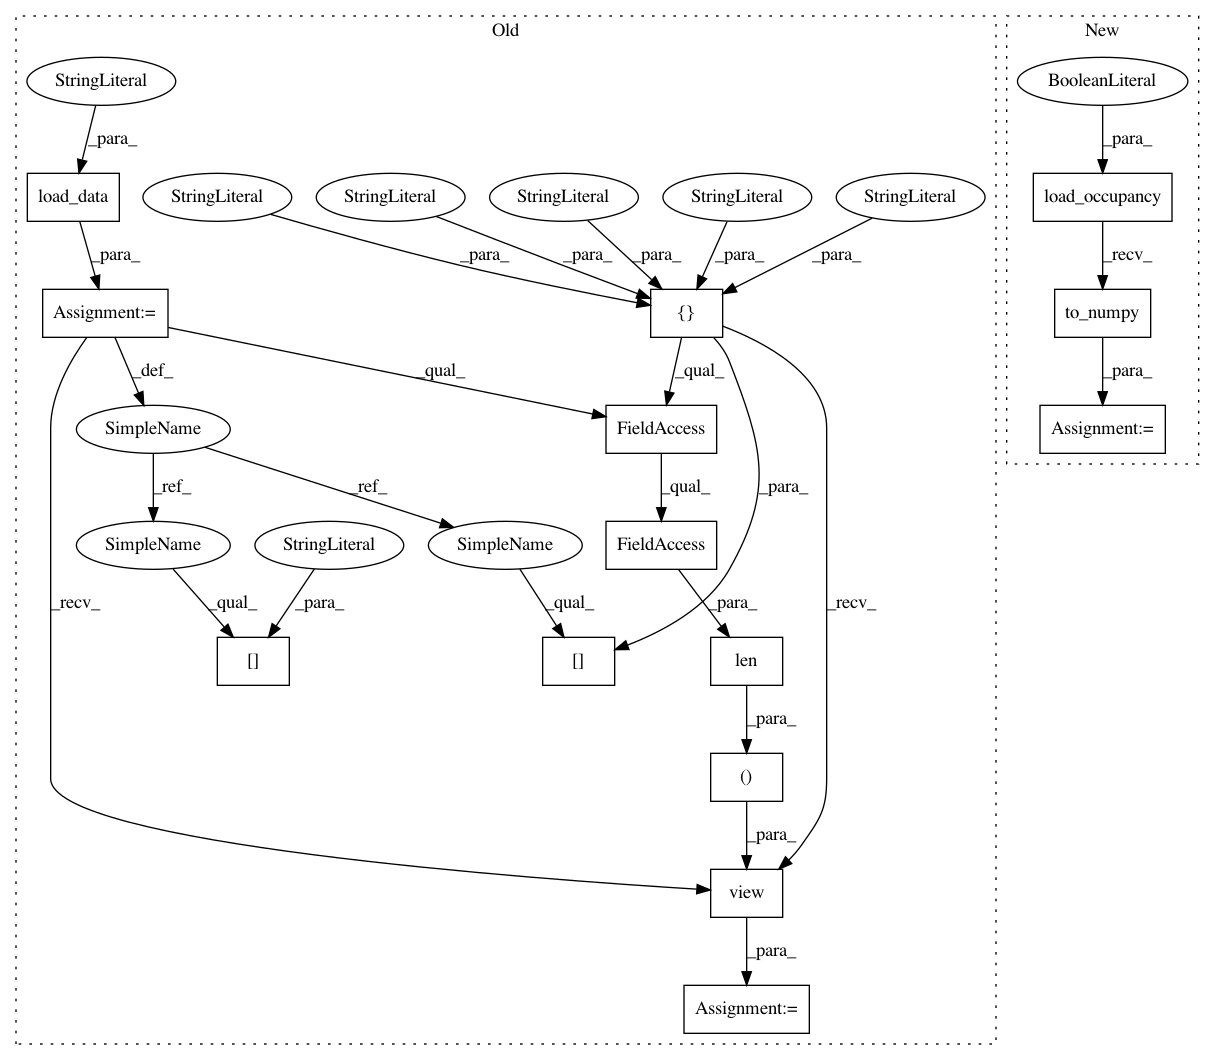 Old
New
StringLiteral
BooleanLiteral
_para_
_para_
load_data
StringLiteral
StringLiteral
StringLiteral
StringLiteral
StringLiteral
load_occupancy
_para_
_para_
_para_
_para_
_para_
_para_
_recv_
Assignment:=
{}
to_numpy
_def_
_qual_
_qual_
_para_
SimpleName
FieldAccess
Assignment:=
_ref_
_ref_
_qual_
_para_
SimpleName
StringLiteral
SimpleName
FieldAccess
_recv_
_qual_
_para_
_qual_
_para_
_recv_
[]
[]
len
_para_
()
_para_
view
_para_
Assignment:=